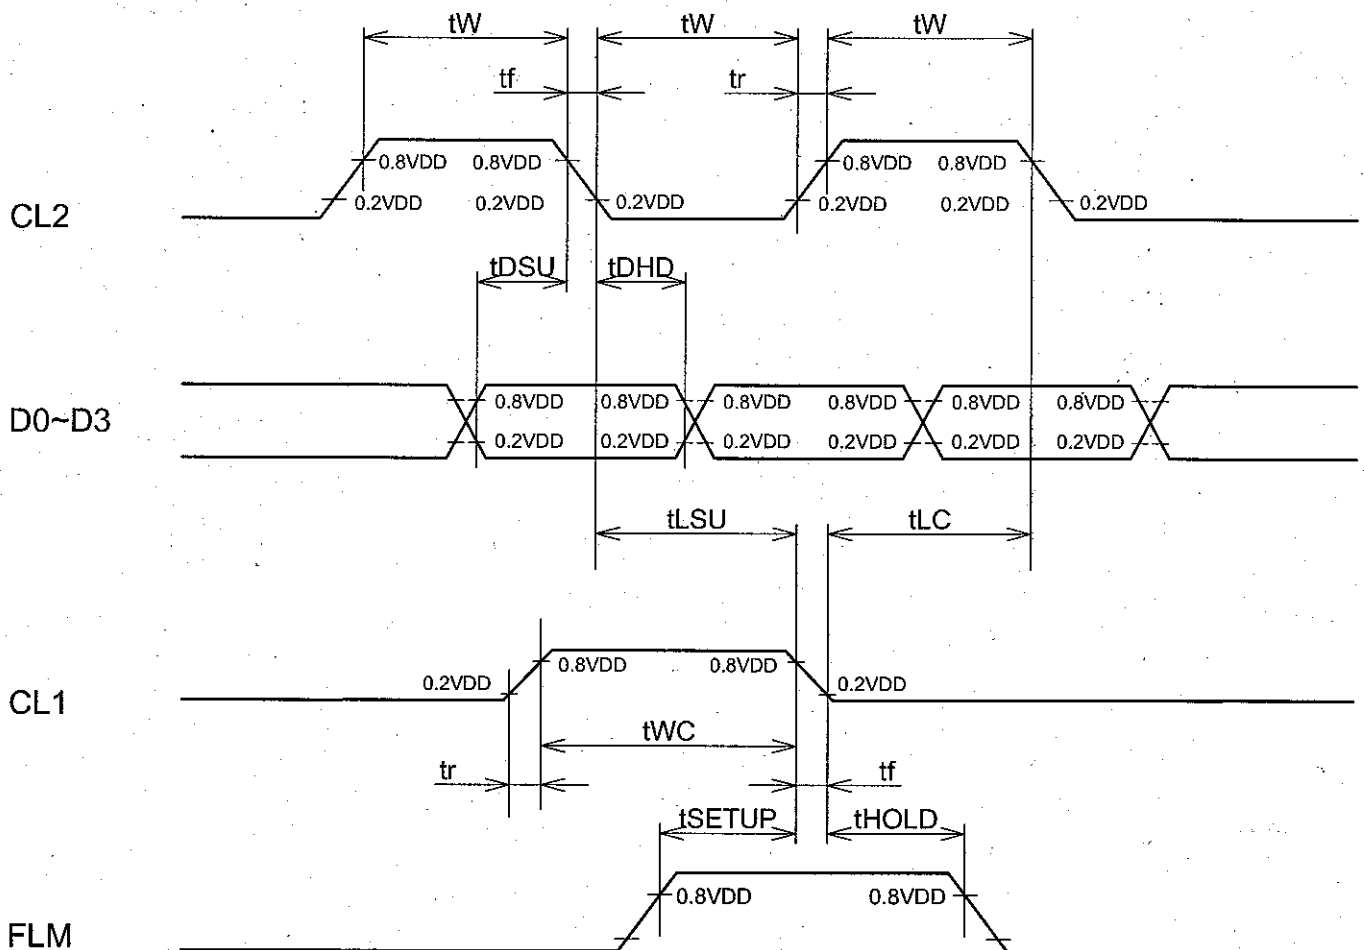 tW tW tW
tf tr
0.8VDD 0.8VDD 0.8VDD 0.8VDD
CL2 0.2VDD 0.2VDD 0.2VDD 0.2VDD 0.2VDD 0.2VDD
tDSU tDHD
D0~D3
0.8VDD 0.8VDD 0.8VDD 0.8VDD 0.8VDD 0.8VDD
0.2VDD 0.2VDD 0.2VDD 0.2VDD 0.2VDD 0.2VDD
tLSU tLC
0.8VDD 0.8VDD
CL1 0.2VDD 0.2VDD
tWC
tr tf
tSETUP tHOLD
0.8VDD 0.8VDD
FLM